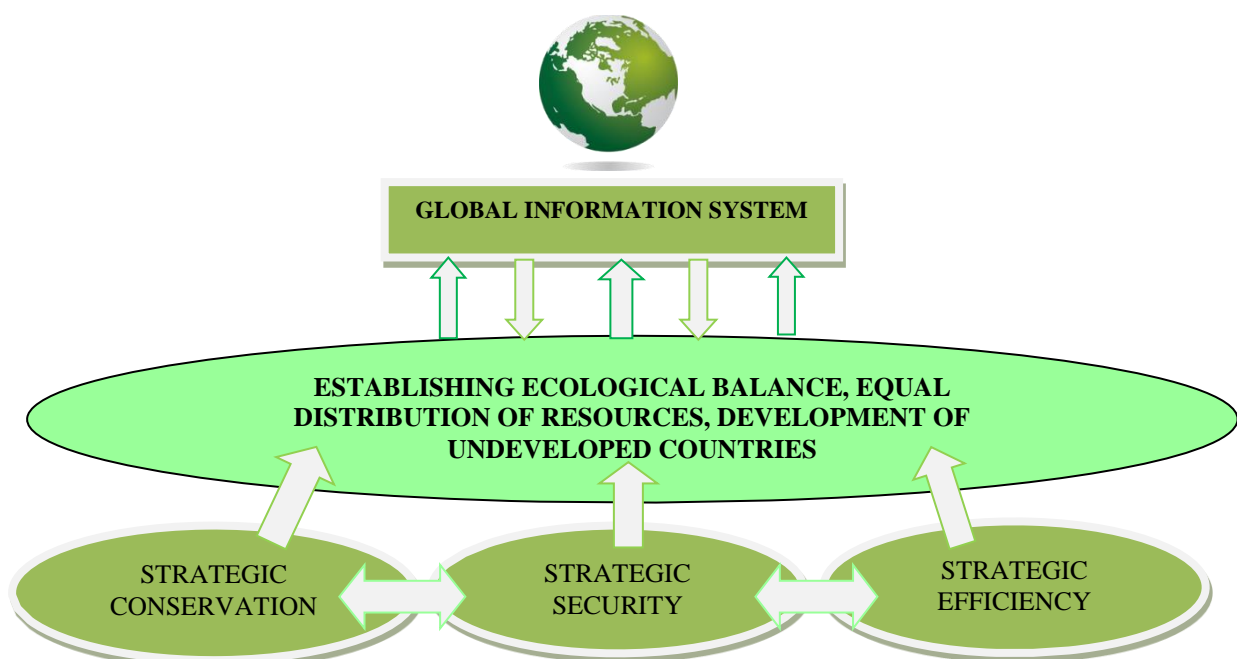 GLOBAL INFORMATION SYSTEM
ESTABLISHING ECOLOGICAL BALANCE, EQUAL
DISTRIBUTION OF RESOURCES, DEVELOPMENT OF
UNDEVELOPED COUNTRIES
STRATEGIC
CONSERVATION
STRATEGIC
SECURITY
STRATEGIC
EFFICIENCY